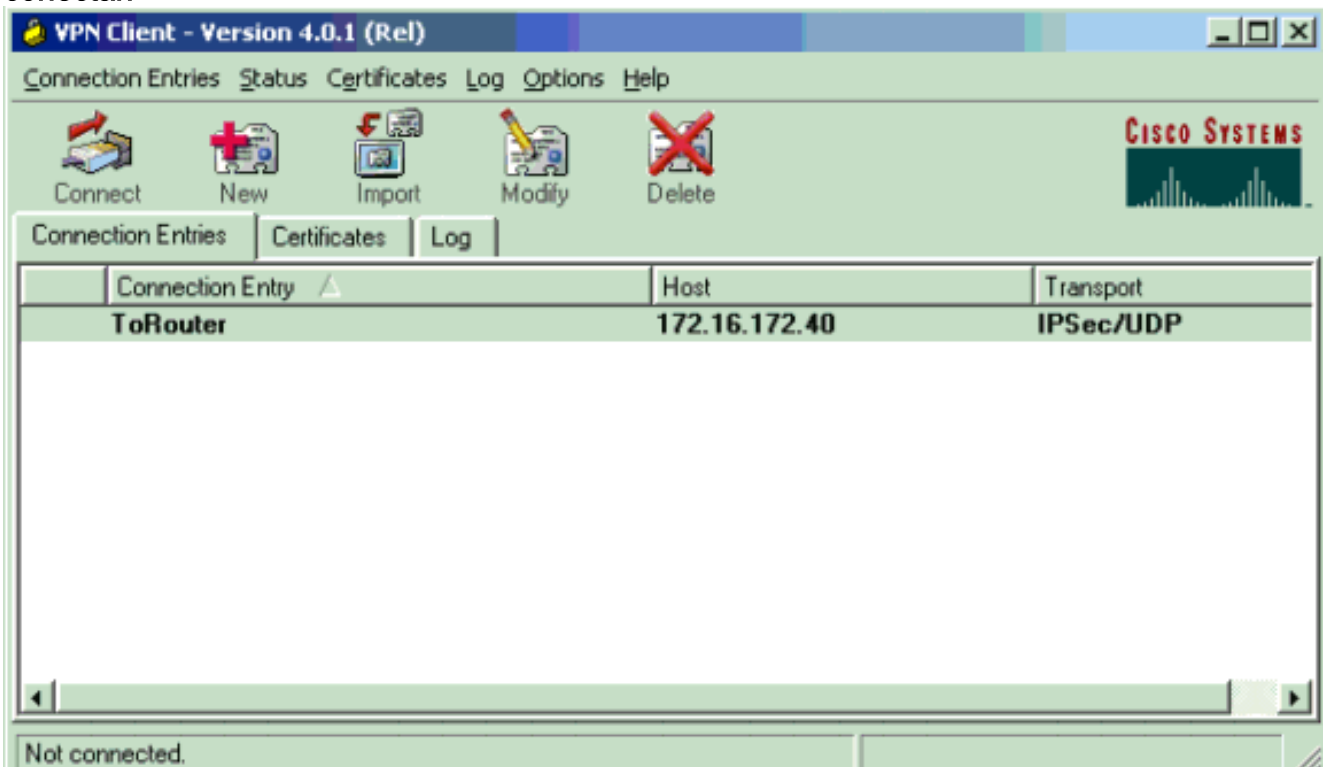 VPN Client - Version 4.0.1 (Rel)
Connection Entries Status Certificates Log Options Help
Connect New Import Modify Delete
CISCO SYSTEMS
Connection Entries Certificates Log
Connection Entry Host Transport
ToRouter 172.16.172.40 IPSec/UDP
Not connected.